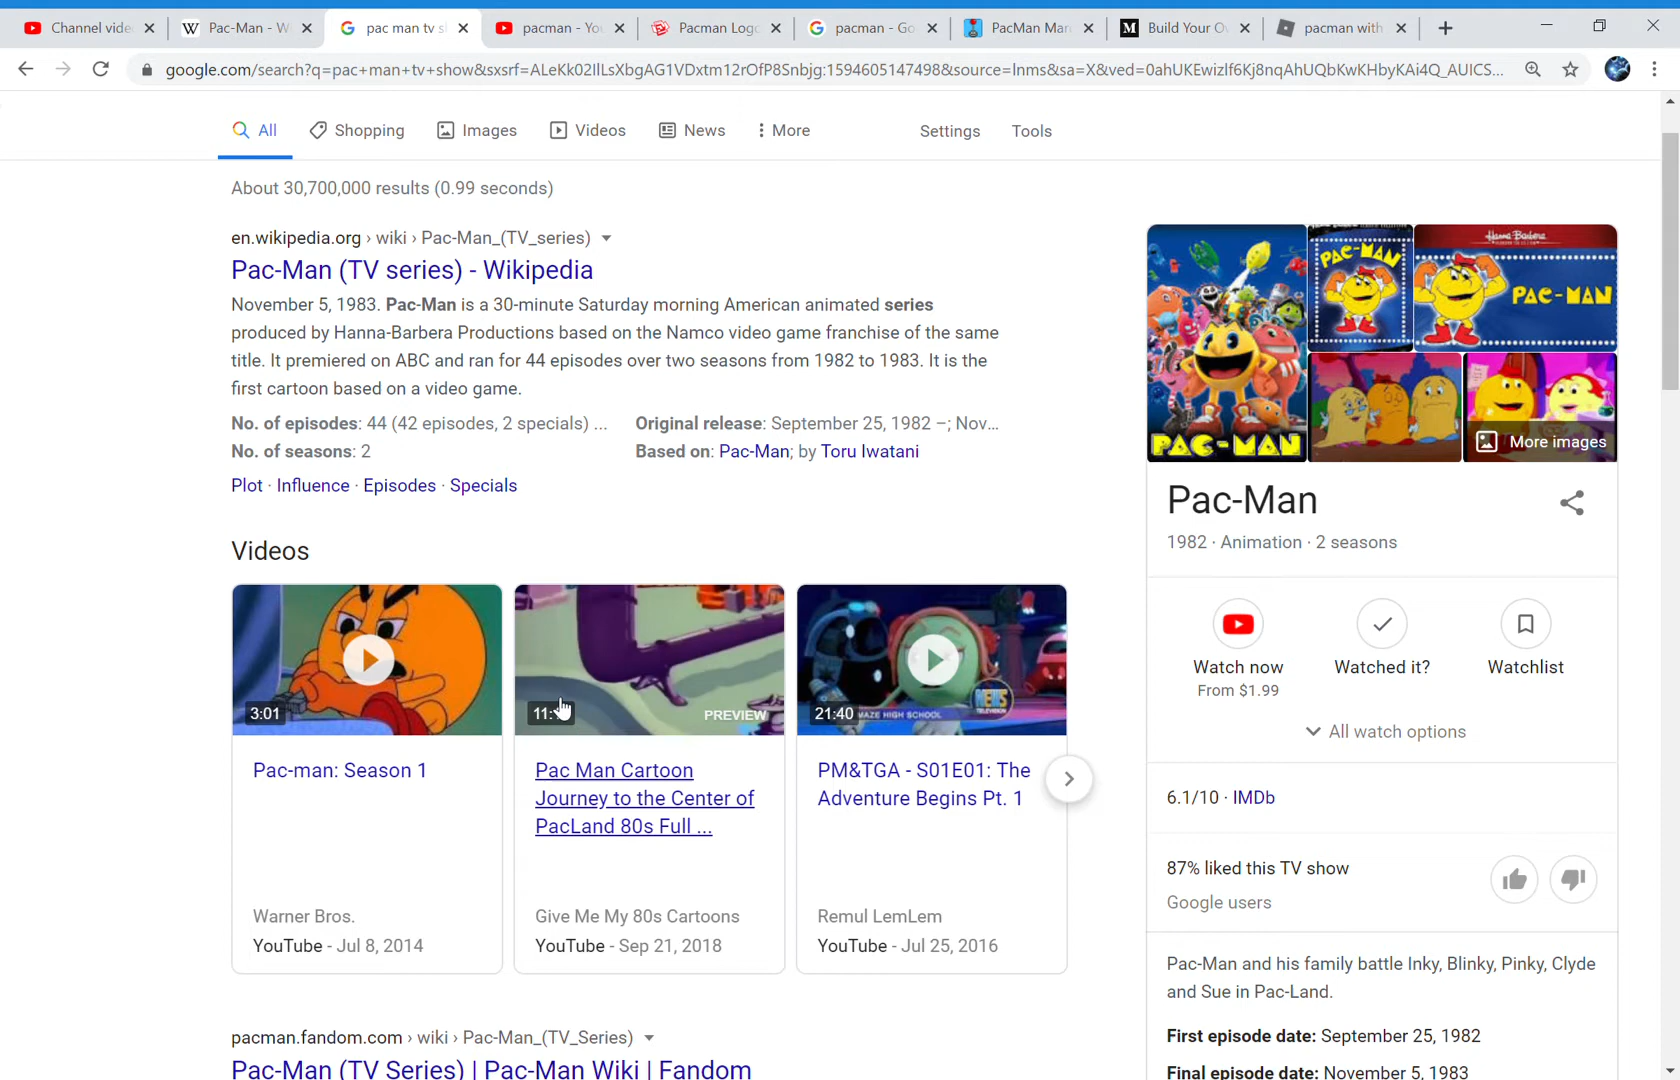 Channel vide
Pac-Man - W
pac man tv s
pacman - Yo
Pacman Log
pacman - Go
PacMan Man
Build Your O
pacman with
google.com/search?q=pac+man+tv+show&sxsrf=ALeKk02IlLsXbgAG1VDxtm12rOfP8Snbjg:1594605147498&source=lnms&sa=X&ved=0ahUKEwizlf6Kj8nqAhUQbKwKHbyKAi4Q_AUICS...
All Shopping Images Videos News More Settings Tools
About 30,700,000 results (0.99 seconds)
en.wikipedia.org › wiki › Pac-Man_(TV_series)
Pac-Man (TV series) - Wikipedia
November 5, 1983. Pac-Man is a 30-minute Saturday morning American animated series
produced by Hanna-Barbera Productions based on the Namco video game franchise of the same
title. It premiered on ABC and ran for 44 episodes over two seasons from 1982 to 1983. It is the
first cartoon based on a video game.
No. of episodes: 44 (42 episodes, 2 specials) ... Original release: September 25, 1982 –; Nov...
No. of seasons: 2 Based on: Pac-Man; by Toru Iwatani
Plot · Influence · Episodes · Specials
Videos
3:01
11:
PREVIEW
21:40
MAZE HIGH SCHOOL
NEWS
Pac-man: Season 1
Warner Bros.
YouTube - Jul 8, 2014
Pac Man Cartoon
Journey to the Center of
PacLand 80s Full ...
Give Me My 80s Cartoons
YouTube - Sep 21, 2018
PM&TGA - S01E01: The
Adventure Begins Pt. 1
Remul LemLem
YouTube - Jul 25, 2016
pacman.fandom.com › wiki › Pac-Man_(TV_Series)
Pac-Man (TV Series) | Pac-Man Wiki | Fandom
PAC-MAN
PAC-MAN
Hanna Barbera
PAC-MAN
More images
Pac-Man
1982 · Animation · 2 seasons
Watch now
From $1.99
Watched it?
Watchlist
All watch options
6.1/10 · IMDb
87% liked this TV show
Google users
Pac-Man and his family battle Inky, Blinky, Pinky, Clyde
and Sue in Pac-Land.
First episode date: September 25, 1982
Final episode date: November 5, 1983